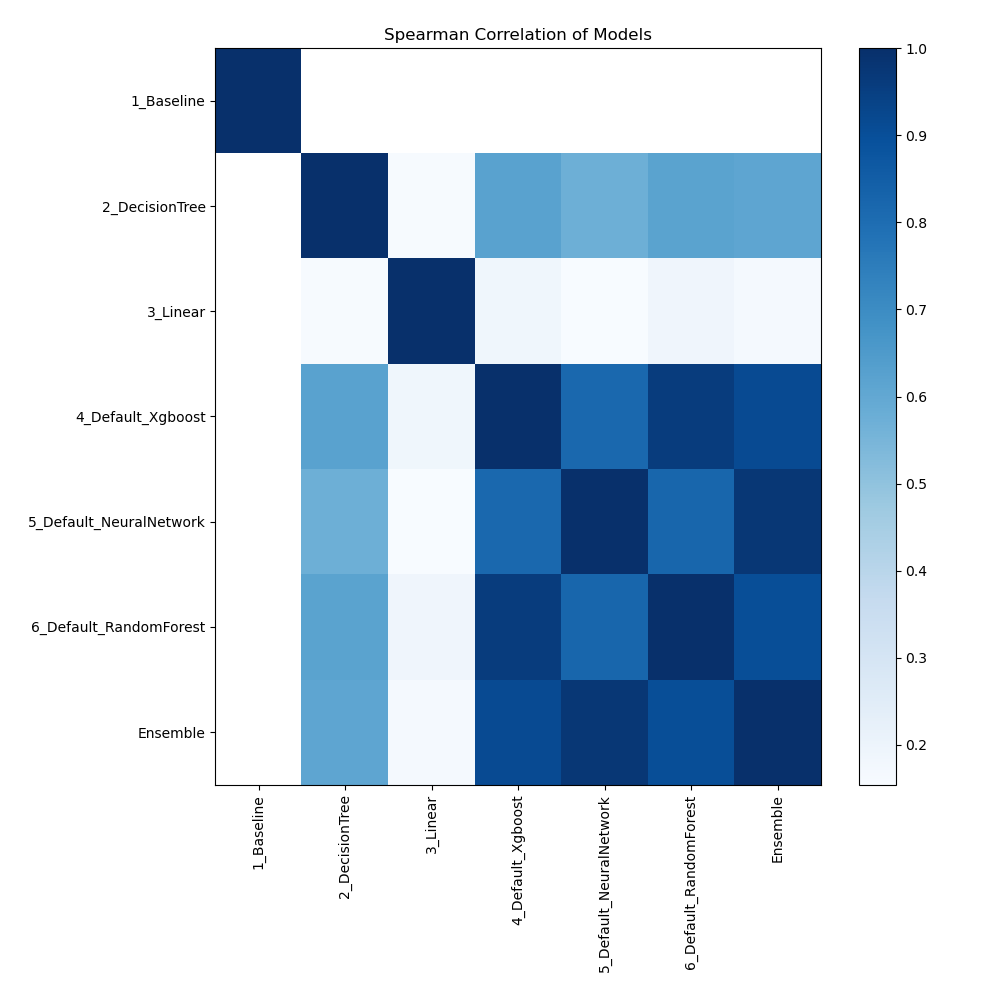 Spearman Correlation of Models
1_Baseline
2_DecisionTree
3_Linear
4_Default_Xgboost
5_Default_NeuralNetwork
6_Default_RandomForest
Ensemble
1_Baseline
2_DecisionTree
3_Linear
4_Default_Xgboost
5_Default_NeuralNetwork
6_Default_RandomForest
Ensemble
1.0
0.9
0.8
0.7
0.6
0.5
0.4
0.3
0.2